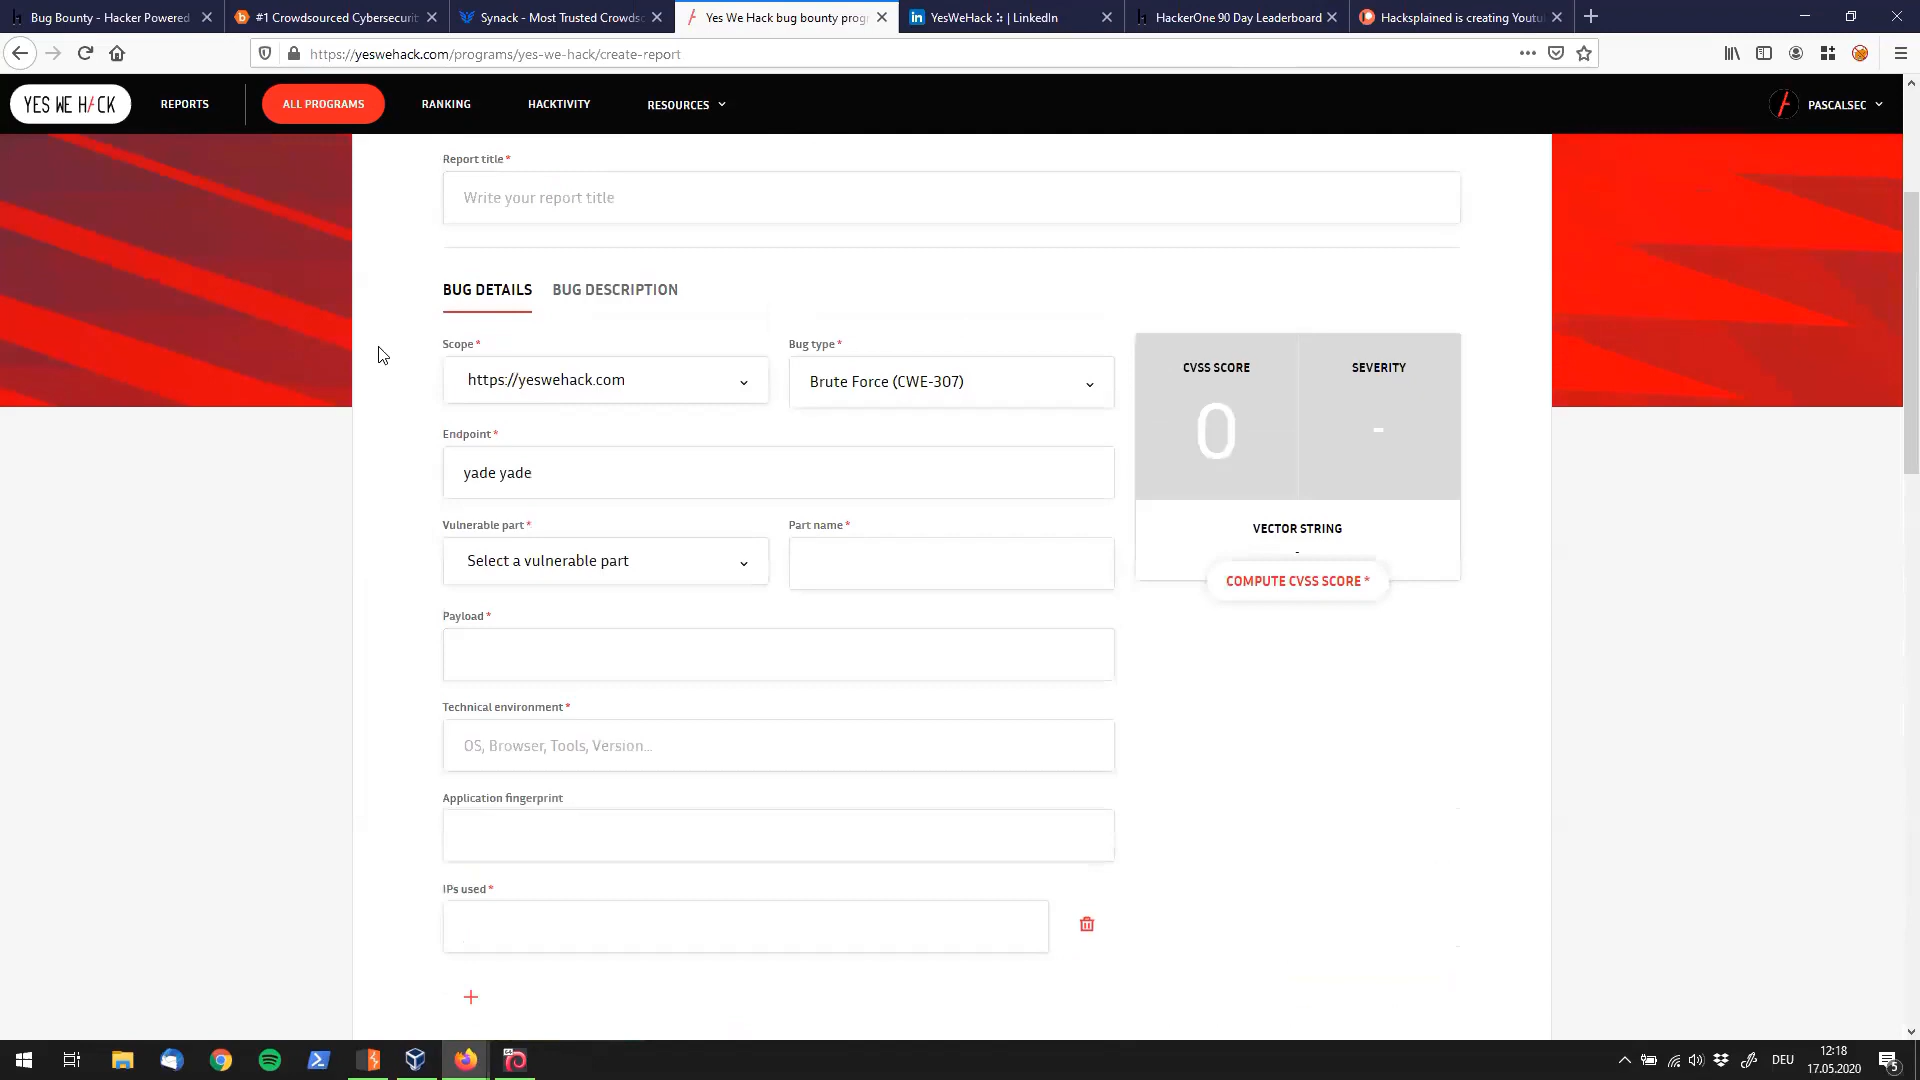 Bug Bounty - Hacker Powered
#1 Crowdsourced Cybersecurit
Synack - Most Trusted Crowdso
Yes We Hack bug bounty prog
YesWeHack ⠵ | LinkedIn
HackerOne 90 Day Leaderboard
Hacksplained is creating Youtu
https://yeswehack.com/programs/yes-we-hack/create-report
YES WE H/CK
REPORTS
ALL PROGRAMS
RANKING
HACKTIVITY
RESOURCES
PASCALSEC
Report title *
Write your report title
BUG DETAILS
BUG DESCRIPTION
Scope *
Bug type *
https://yeswehack.com
Brute Force (CWE-307)
CVSS SCORE
SEVERITY
0
-
Endpoint *
yade yade
Vulnerable part *
Part name *
Select a vulnerable part
VECTOR STRING
-
COMPUTE CVSS SCORE *
Payload *
Technical environment *
OS, Browser, Tools, Version...
Application fingerprint
IPs used *
+
DEU
12:18
17.05.2020
5